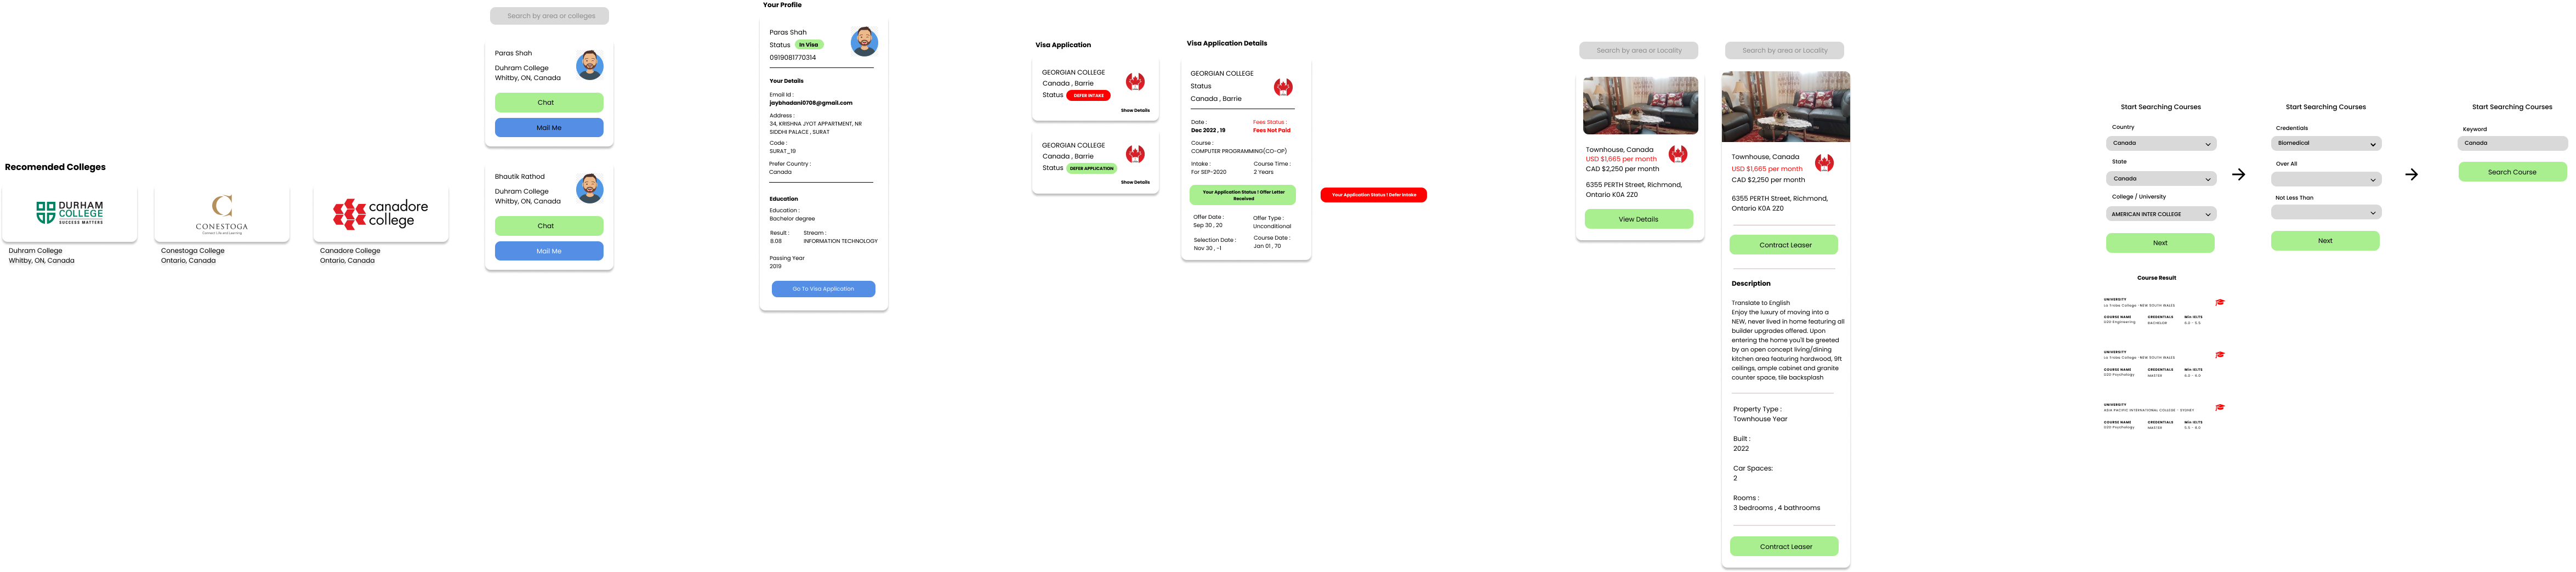 Recomended Colleges
DURHAM
COLLEGE
SUCCESS MATTERS
Duhram College
Whitby, ON, Canada
CONESTOGA
Connect Life and Learning
Conestoga College
Ontario, Canada
canadore
college
Canadore College
Ontario, Canada
Search by area or colleges
Paras Shah
Duhram College
Whitby, ON, Canada
Chat
Mail Me
Bhautik Rathod
Duhram College
Whitby, ON, Canada
Chat
Mail Me
Your Profile
Paras Shah
Status In Visa
0919081770314
Your Details
Email Id :
jaybhadani0708@gmail.com
Address :
34, KRISHNA JYOT APPARTMENT, NR
SIDDHI PALACE , SURAT
Code :
SURAT_19
Prefer Country :
Canada
Education
Education :
Bachelor degree
Result : Stream :
8.08 INFORMATION TECHNOLOGY
Passing Year
2019
Go To Visa Application
Visa Application
GEORGIAN COLLEGE
Canada , Barrie
Status DEFER INTAKE
Show Details
GEORGIAN COLLEGE
Canada , Barrie
Status DEFER APPLICATION
Show Details
Visa Application Details
GEORGIAN COLLEGE
Status
Canada , Barrie
Date : Fees Status :
Dec 2022 , 19 Fees Not Paid
Course :
COMPUTER PROGRAMMING(CO-OP)
Intake : Course Time :
For SEP-2020 2 Years
Your Application Status ! Offer Letter
Received
Offer Date : Offer Type :
Sep 30 , 20 Unconditional
Selection Date : Course Date :
Nov 30 , -1 Jan 01 , 70
Your Application Status ! Defer Intake
Search by area or Locality
Townhouse, Canada
USD $1,665 per month
CAD $2,250 per month
6355 PERTH Street, Richmond,
Ontario K0A 2Z0
View Details
Search by area or Locality
Townhouse, Canada
USD $1,665 per month
CAD $2,250 per month
6355 PERTH Street, Richmond,
Ontario K0A 2Z0
Contract Leaser
Description
Translate to English
Enjoy the luxury of moving into a
NEW, never lived in home featuring all
builder upgrades offered. Upon
entering the home you'll be greeted
by an open concept living/dining
kitchen area featuring hardwood, 9ft
ceilings, ample cabinet and granite
counter space, tile backsplash
Property Type :
Townhouse Year
Built :
2022
Car Spaces:
2
Rooms :
3 bedrooms , 4 bathrooms
Contract Leaser
Start Searching Courses
Country
Canada
State
Canada
College / University
AMERICAN INTER COLLEGE
Next
Start Searching Courses
Credentials
Biomedical
Over All
Not Less Than
Next
Start Searching Courses
Keyword
Canada
Search Course
Course Result
UNIVERSITY
La Trobe College - NEW SOUTH WALES
COURSE NAME CREDENTIALS Min IELTS
030 Engineering BACHELOR 6.0 - 5.5
UNIVERSITY
La Trobe College - NEW SOUTH WALES
COURSE NAME CREDENTIALS Min IELTS
020 Psychology MASTER 6.0 - 6.0
UNIVERSITY
ASIA PACIFIC INTERNATIONAL COLLEGE - SYDNEY
COURSE NAME CREDENTIALS Min IELTS
020 Psychology MASTER